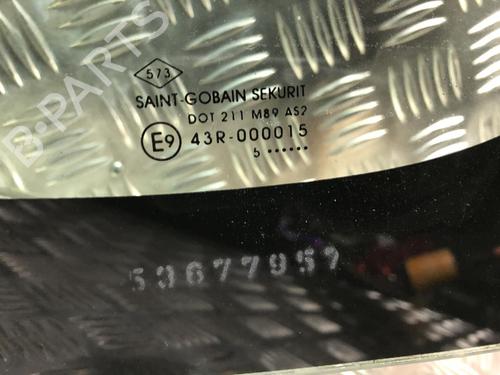 573
SAINT-GOBAIN SEKURIT
DOT 211 M89 AS2
E9 43R-000015
5 ••••••
53677957
B-PARTS